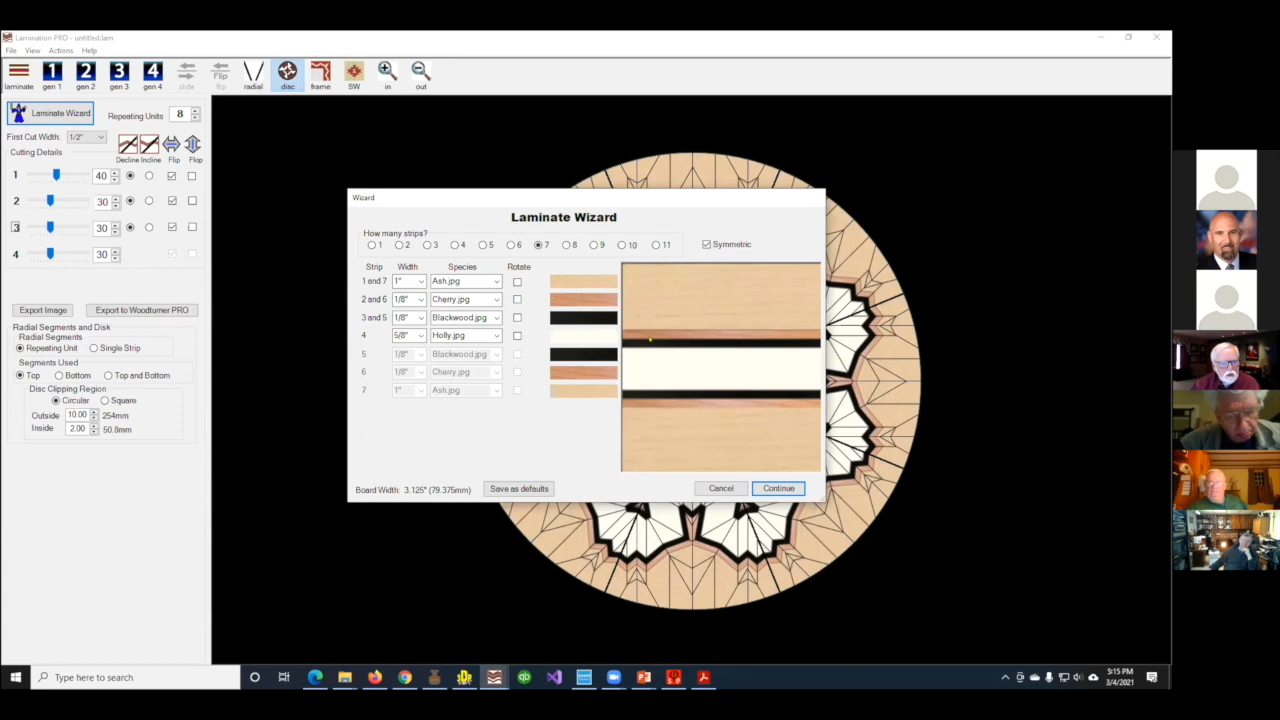 Lamination PRO - untitled.lam
File View Actions Help
laminate gen 1 gen 2 gen 3 gen 4 slide flip radial disc frame SW in out
1 2 3 4 Flip
Laminate Wizard Repeating Units 8
First Cut Width: 1/2"
Cutting Details Decline Incline Flip Flop
1 40
2 30
3 30
4 30
Export Image Export to Woodturner PRO
Radial Segments and Disk
Radial Segments
Repeating Unit Single Strip
Segments Used
Top Bottom Top and Bottom
Disc Clipping Region
Circular Square
Outside 10.00 254mm
Inside 2.00 50.8mm
Wizard
Laminate Wizard
How many strips?
1 2 3 4 5 6 7 8 9 10 11 Symmetric
Strip Width Species Rotate
1 and 7 1" Ash.jpg
2 and 6 1/8" Cherry.jpg
3 and 5 1/8" Blackwood.jpg
4 5/8" Holly.jpg
5 1/8" Blackwood.jpg
6 1/8" Cherry.jpg
7 1" Ash.jpg
Board Width: 3.125" (79.375mm) Save as defaults Cancel Continue
Type here to search
5:15 PM
3/4/2021